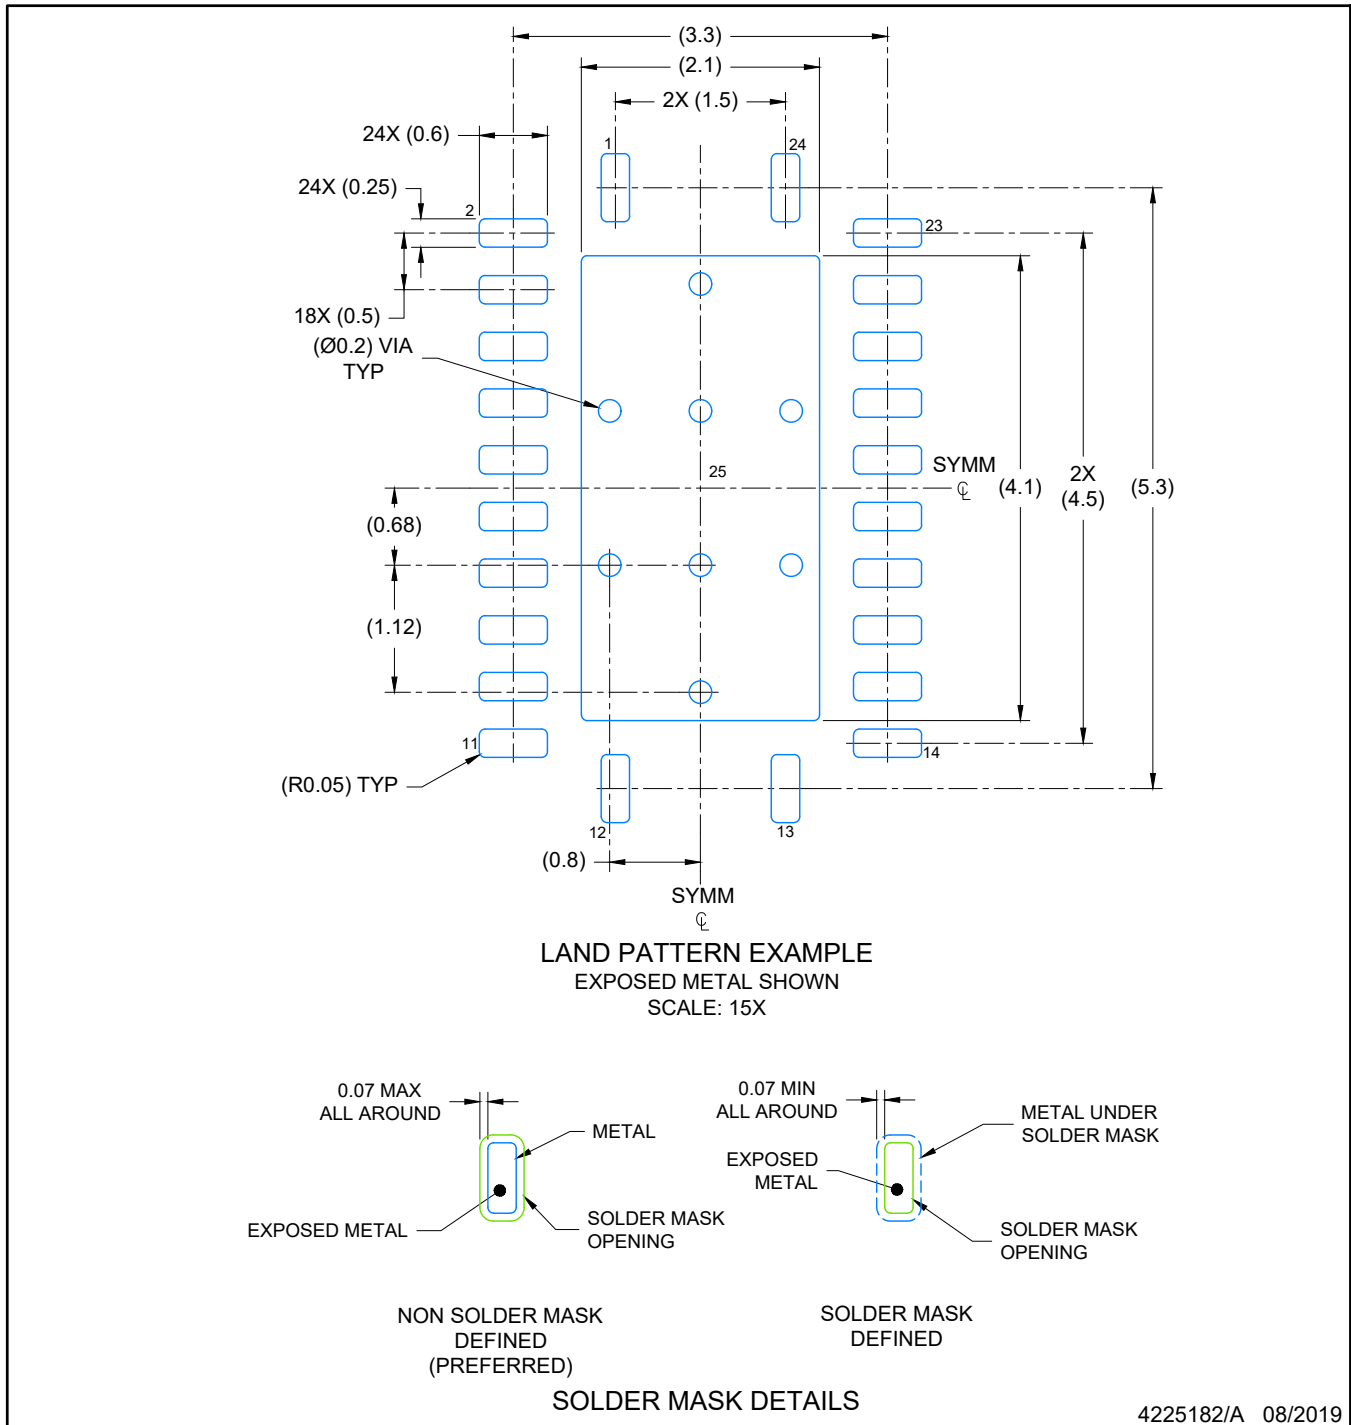 (3.3)
(2.1)
2X (1.5)
24X (0.6)
1
24
24X (0.25)
2
23
18X (0.5)
(Ø0.2) VIA
TYP
25
SYMM
℄
(4.1)
2X
(4.5)
(5.3)
(0.68)
(1.12)
11
14
(R0.05) TYP
12
13
(0.8)
SYMM
℄
LAND PATTERN EXAMPLE
EXPOSED METAL SHOWN
SCALE: 15X
0.07 MAX
ALL AROUND
METAL
EXPOSED METAL
SOLDER MASK
OPENING
NON SOLDER MASK
DEFINED
(PREFERRED)
0.07 MIN
ALL AROUND
METAL UNDER
SOLDER MASK
EXPOSED
METAL
SOLDER MASK
OPENING
SOLDER MASK
DEFINED
SOLDER MASK DETAILS
4225182/A 08/2019